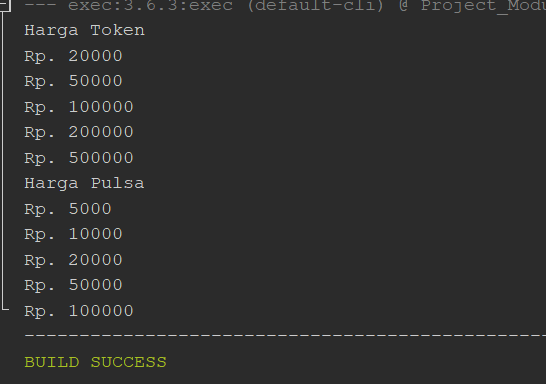 --- exec:3.6.3:exec (default-cli) @ Project_Modu
Harga Token
Rp. 20000
Rp. 50000
Rp. 100000
Rp. 200000
Rp. 500000
Harga Pulsa
Rp. 5000
Rp. 10000
Rp. 20000
Rp. 50000
Rp. 100000
------------------------------------------------
BUILD SUCCESS